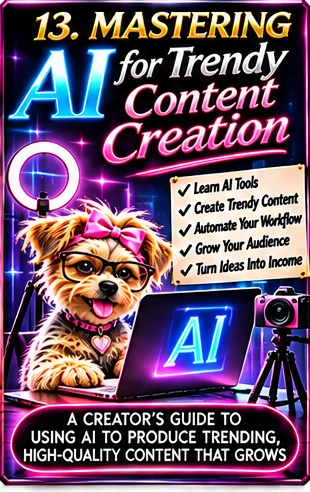 13. MASTERING
AI for Trendy
Content
Creation
✓ Learn AI Tools
✓ Create Trendy Content
✓ Automate Your Workflow
✓ Grow Your Audience
✓ Turn Ideas Into Income
AI
A CREATOR'S GUIDE TO
USING AI TO PRODUCE TRENDING,
HIGH-QUALITY CONTENT THAT GROWS